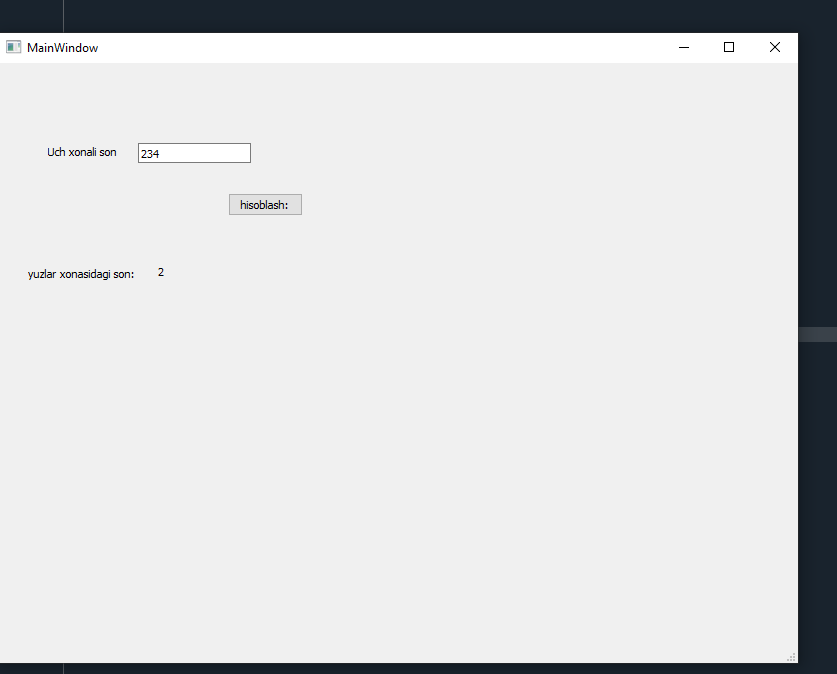 MainWindow
Uch xonali son 234
hisoblash:
yuzlar xonasidagi son: 2